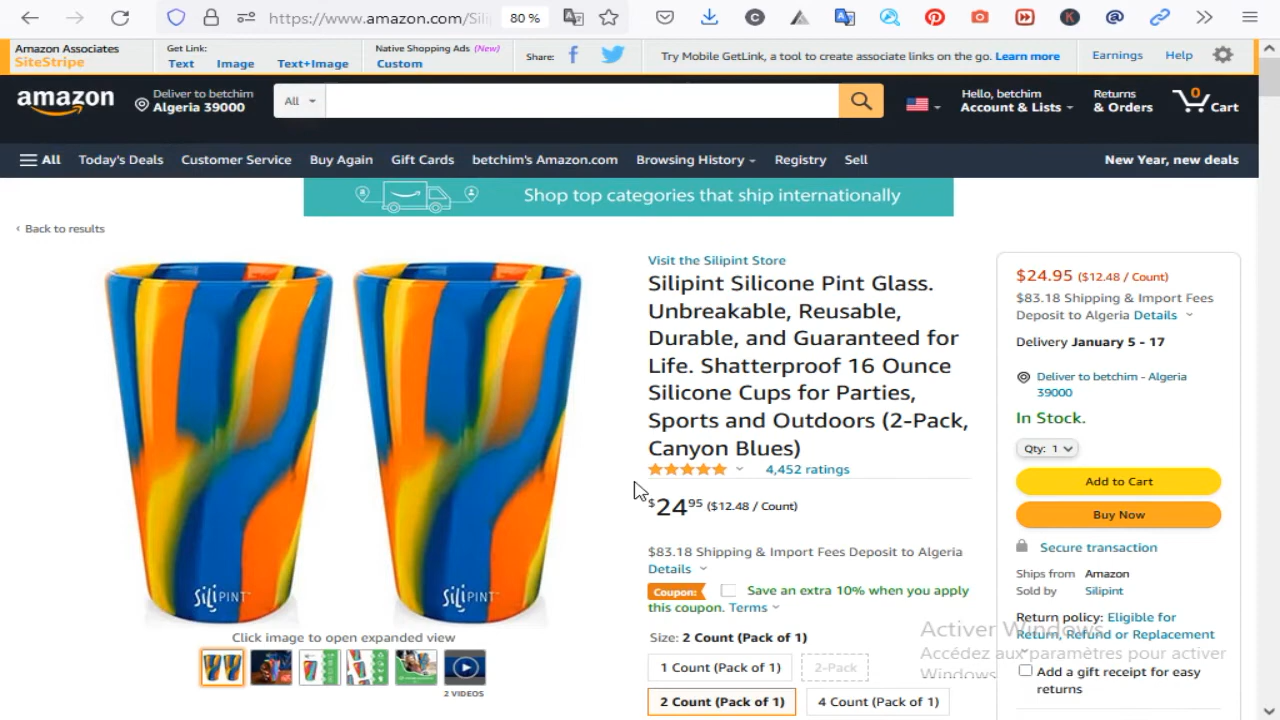 https://www.amazon.com/Sili
80 %
Amazon Associates
SiteStripe
Get Link:
Text Image Text+Image
Native Shopping Ads (New)
Custom
Share:
Try Mobile GetLink, a tool to create associate links on the go. Learn more
Earnings
Help
amazon
Deliver to betchim
Algeria 39000
All
Hello, betchim
Account & Lists
Returns
& Orders
0
Cart
All Today's Deals Customer Service Buy Again Gift Cards betchim's Amazon.com Browsing History Registry Sell
New Year, new deals
Shop top categories that ship internationally
‹ Back to results
SiliPINT™
SiliPINT™
Click image to open expanded view
2 VIDEOS
Visit the Silipint Store
Silipint Silicone Pint Glass.
Unbreakable, Reusable,
Durable, and Guaranteed for
Life. Shatterproof 16 Ounce
Silicone Cups for Parties,
Sports and Outdoors (2-Pack,
Canyon Blues)
4,452 ratings
$2495 ($12.48 / Count)
$83.18 Shipping & Import Fees Deposit to Algeria
Details
Coupon: Save an extra 10% when you apply
this coupon. Terms
Size: 2 Count (Pack of 1)
1 Count (Pack of 1)
2-Pack
2 Count (Pack of 1)
4 Count (Pack of 1)
$24.95 ($12.48 / Count)
$83.18 Shipping & Import Fees
Deposit to Algeria Details
Delivery January 5 - 17
Deliver to betchim - Algeria
39000
In Stock.
Qty: 1
Add to Cart
Buy Now
Secure transaction
Ships from Amazon
Sold by Silipint
Return policy: Eligible for
Return, Refund or Replacement
Add a gift receipt for easy
returns
Activer Windows
Accédez aux paramètres pour activer
Windows